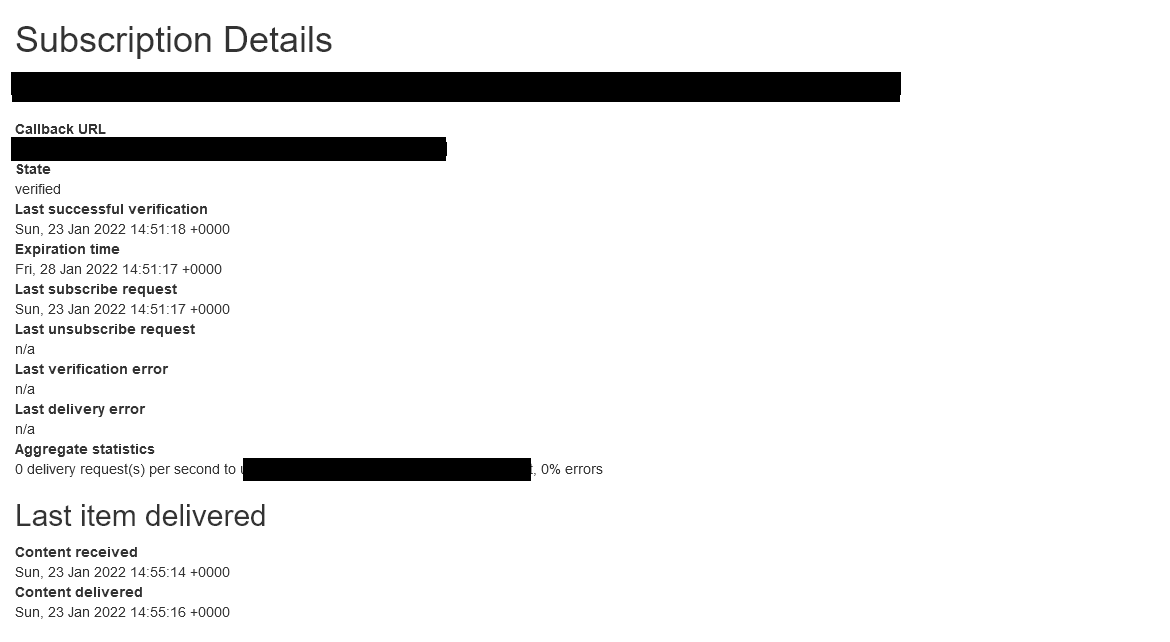 Subscription Details
Callback URL
State
verified
Last successful verification
Sun, 23 Jan 2022 14:51:18 +0000
Expiration time
Fri, 28 Jan 2022 14:51:17 +0000
Last subscribe request
Sun, 23 Jan 2022 14:51:17 +0000
Last unsubscribe request
n/a
Last verification error
n/a
Last delivery error
n/a
Aggregate statistics
0 delivery request(s) per second to , 0% errors
Last item delivered
Content received
Sun, 23 Jan 2022 14:55:14 +0000
Content delivered
Sun, 23 Jan 2022 14:55:16 +0000